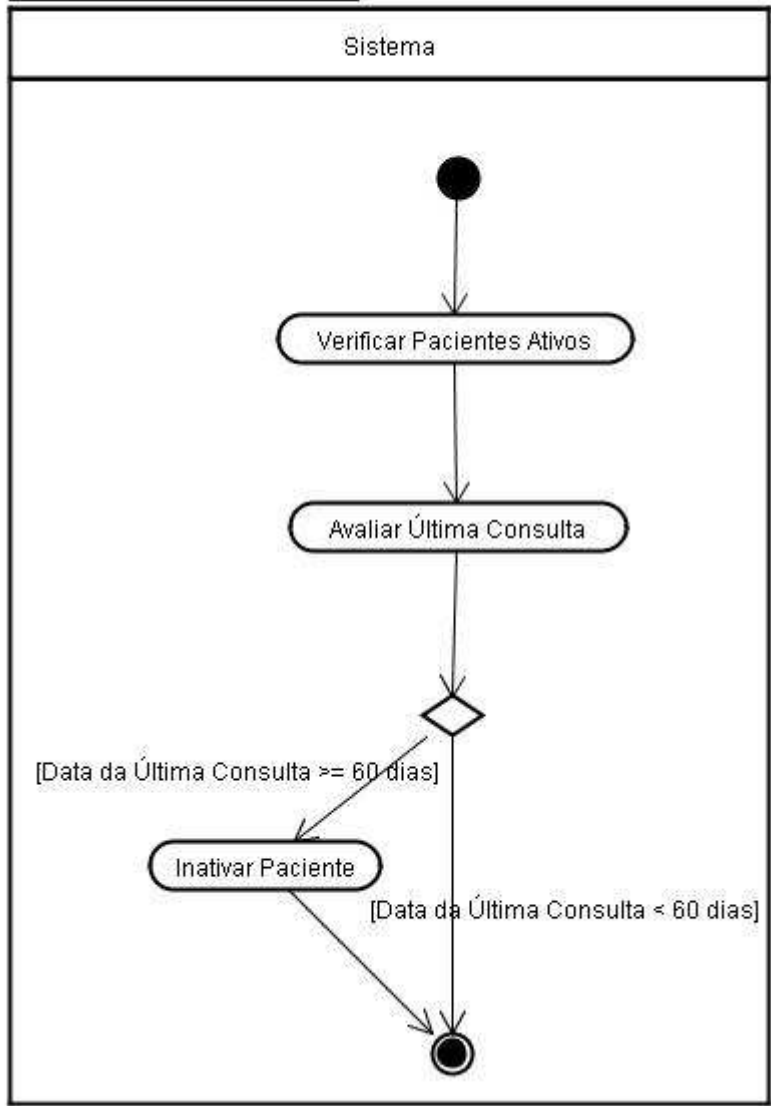 Sistema
Verificar Pacientes Ativos
Avaliar Última Consulta
[Data da Última Consulta >= 60 dias]
Inativar Paciente
[Data da Última Consulta < 60 dias]